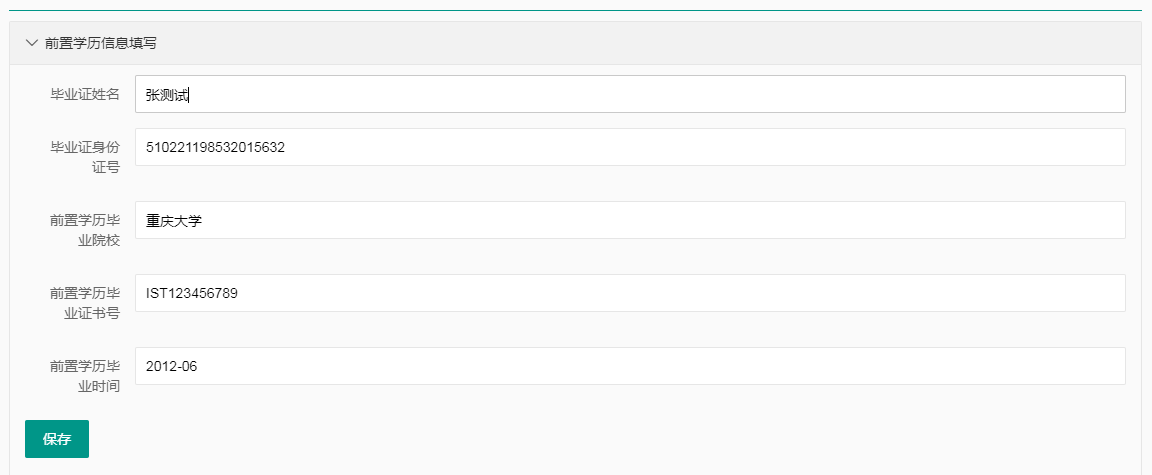 前置学历信息填写
毕业证姓名
张测试
毕业证身份
证号
510221198532015632
前置学历毕
业院校
重庆大学
前置学历毕
业证书号
IST123456789
前置学历毕
业时间
2012-06
保存